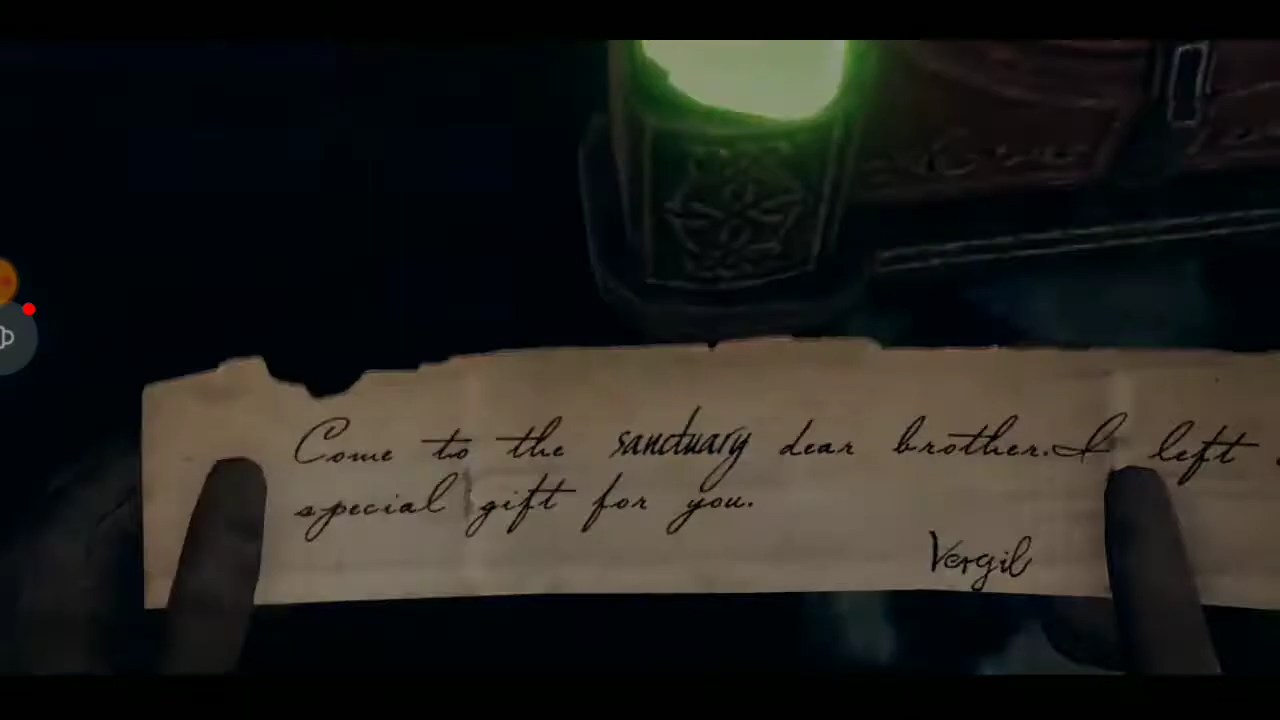 Come to the sanctuary dear brother.I left
special gift for you.
Vergil